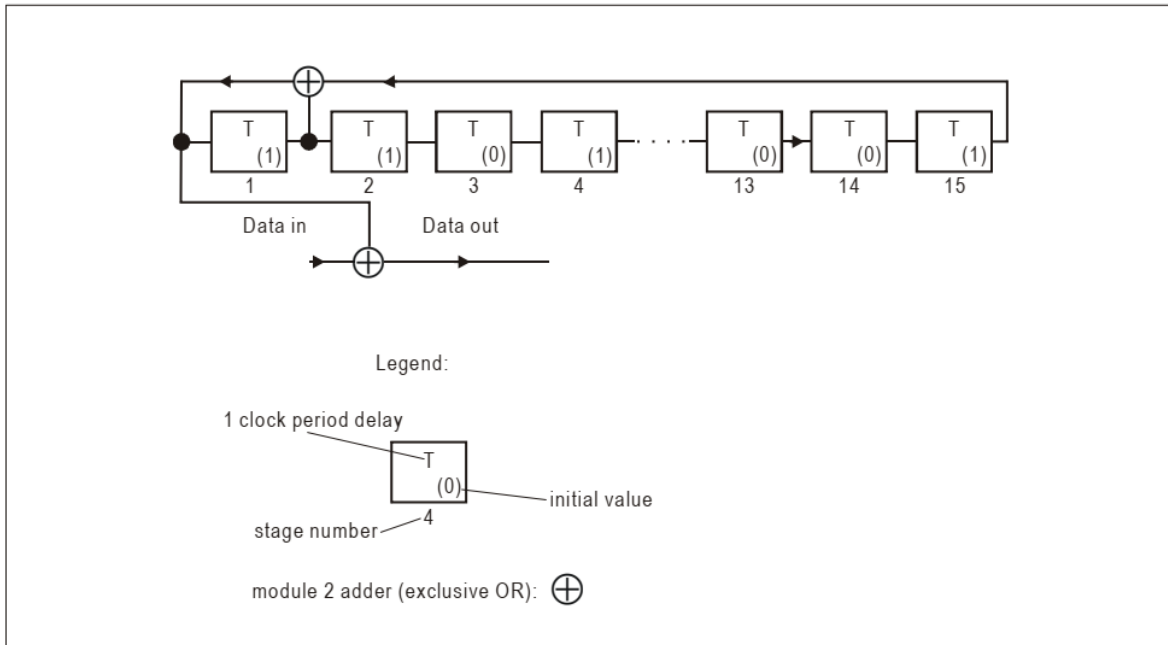 T T T T T T T
(1) (1) (0) (1) (0) (0) (1)
1 2 3 4 13 14 15
Data in Data out
Legend:
1 clock period delay
T
(0)
initial value
stage number
4
module 2 adder (exclusive OR):